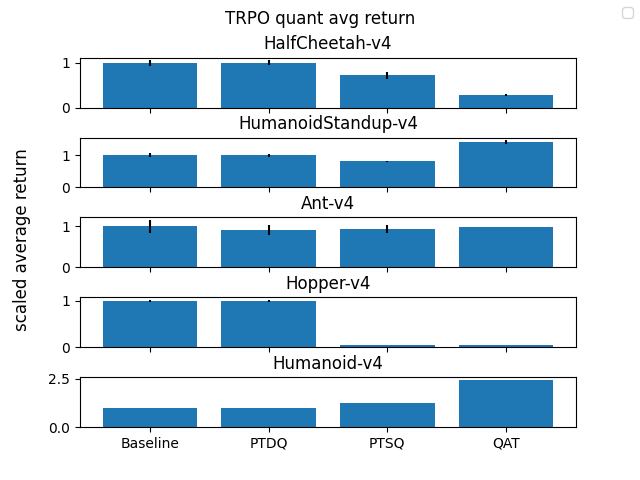 TRPO quant avg return
HalfCheetah-v4
1
0
HumanoidStandup-v4
1
0
Ant-v4
1
0
Hopper-v4
1
0
Humanoid-v4
2.5
0.0
Baseline PTDQ PTSQ QAT
scaled average return